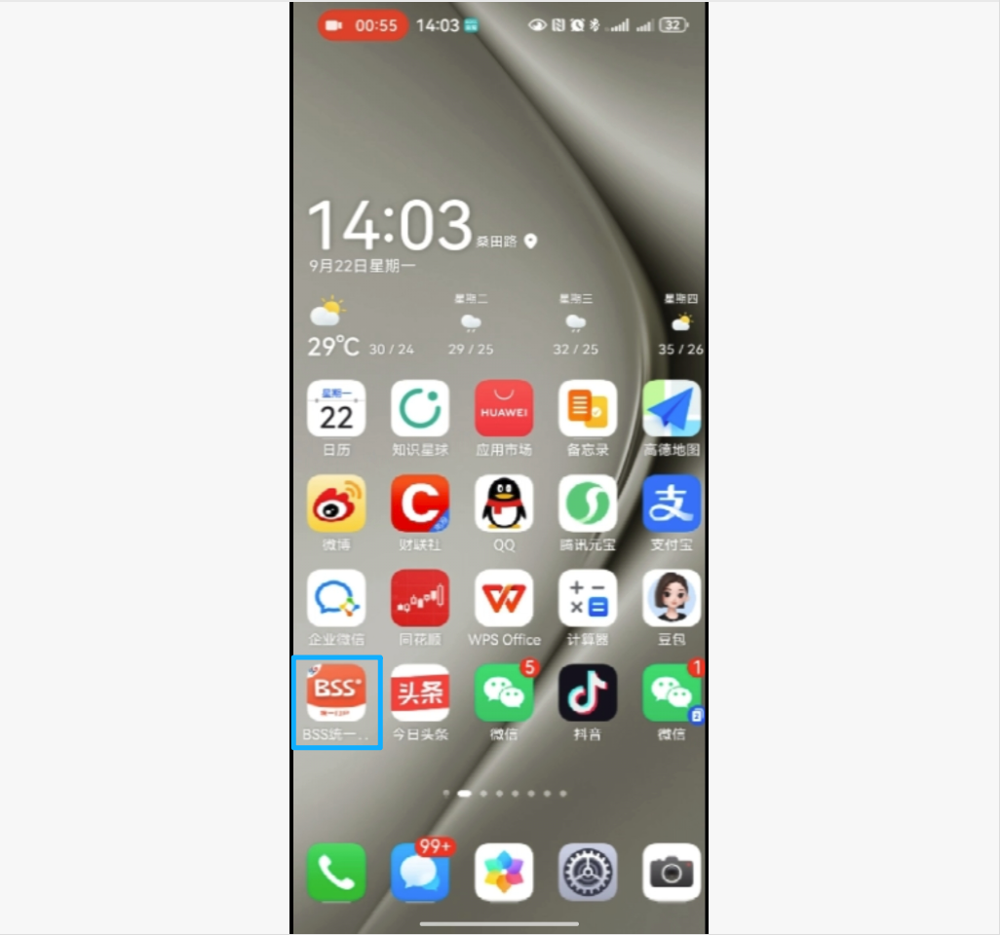 00:55 14:03 32
14:03 桑田路
9月22日星期一
星期二 星期三 星期四
29℃ 30 / 24 29 / 25 32 / 25 35 / 26
星期一
22 HUAWEI
日历 知识星球 应用市场 备忘录 高德地图
C 支
微博 财联社 QQ 腾讯元宝 支付宝
企业微信 同花顺 WPS Office 计算器 豆包
BSS 头条 5 1
BSS统一... 今日头条 微信 抖音 微信
99+